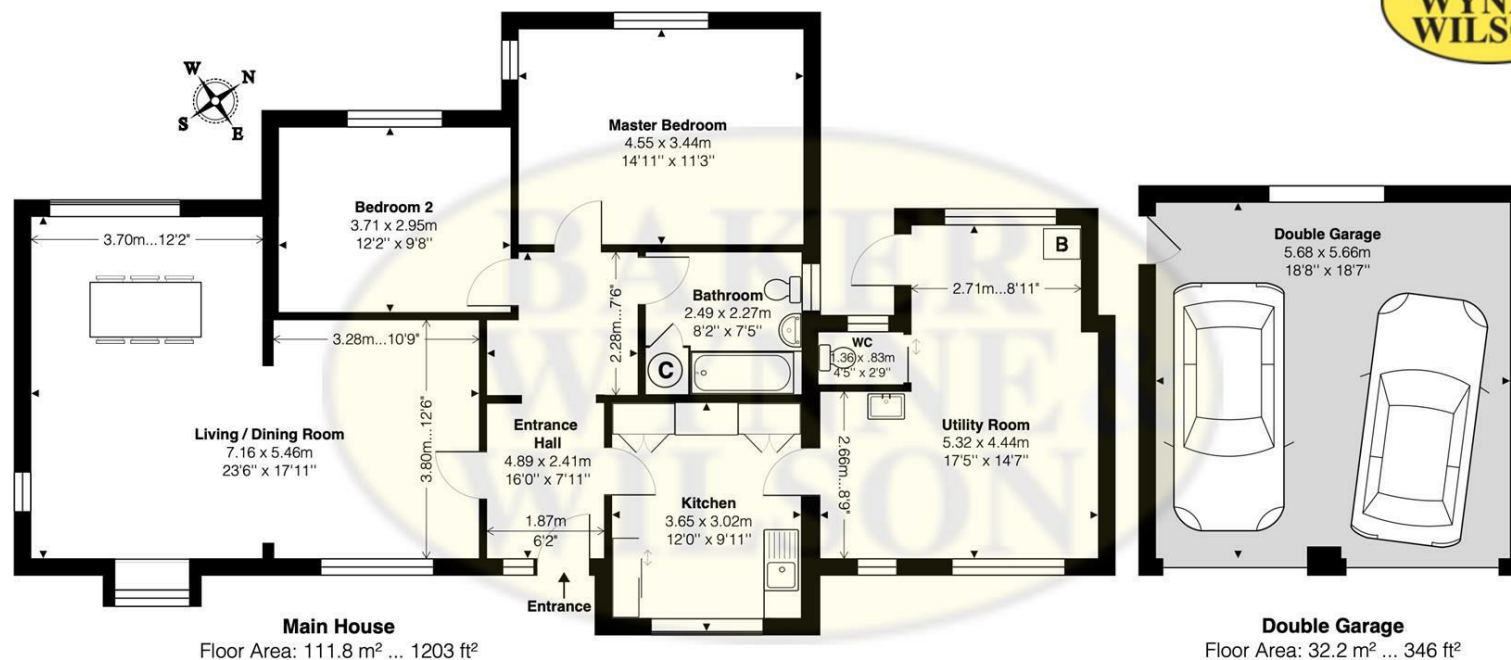 WILS
W
N
S
E
Master Bedroom
4.55 x 3.44m
14'11'' x 11'3''
Bedroom 2
3.71 x 2.95m
12'2'' x 9'8''
3.70m...12'2"
3.28m...10'9"
2.28m...7'6"
Bathroom
2.49 x 2.27m
8'2'' x 7'5''
C
B
2.71m...8'11"
WC
1.36 x .83m
4'5'' x 2'9''
Double Garage
5.68 x 5.66m
18'8'' x 18'7''
Living / Dining Room
7.16 x 5.46m
23'6'' x 17'11''
3.80m...12'6"
Entrance
Hall
4.89 x 2.41m
16'0'' x 7'11''
1.87m
6'2"
Kitchen
3.65 x 3.02m
12'0'' x 9'11''
2.66m...8'9"
Utility Room
5.32 x 4.44m
17'5'' x 14'7''
Entrance
Main House
Floor Area: 111.8 m² ... 1203 ft²
Double Garage
Floor Area: 32.2 m² ... 346 ft²
BAKER
WYNNE &
WILSON